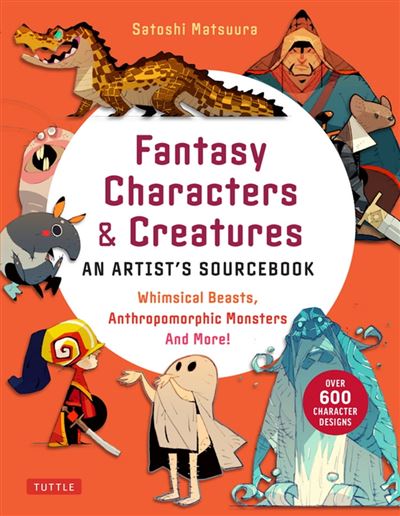 Satoshi Matsuura
Fantasy
Characters
& Creatures
AN ARTIST'S SOURCEBOOK
Whimsical Beasts,
Anthropomorphic Monsters
And More!
OVER
600
CHARACTER
DESIGNS
TUTTLE